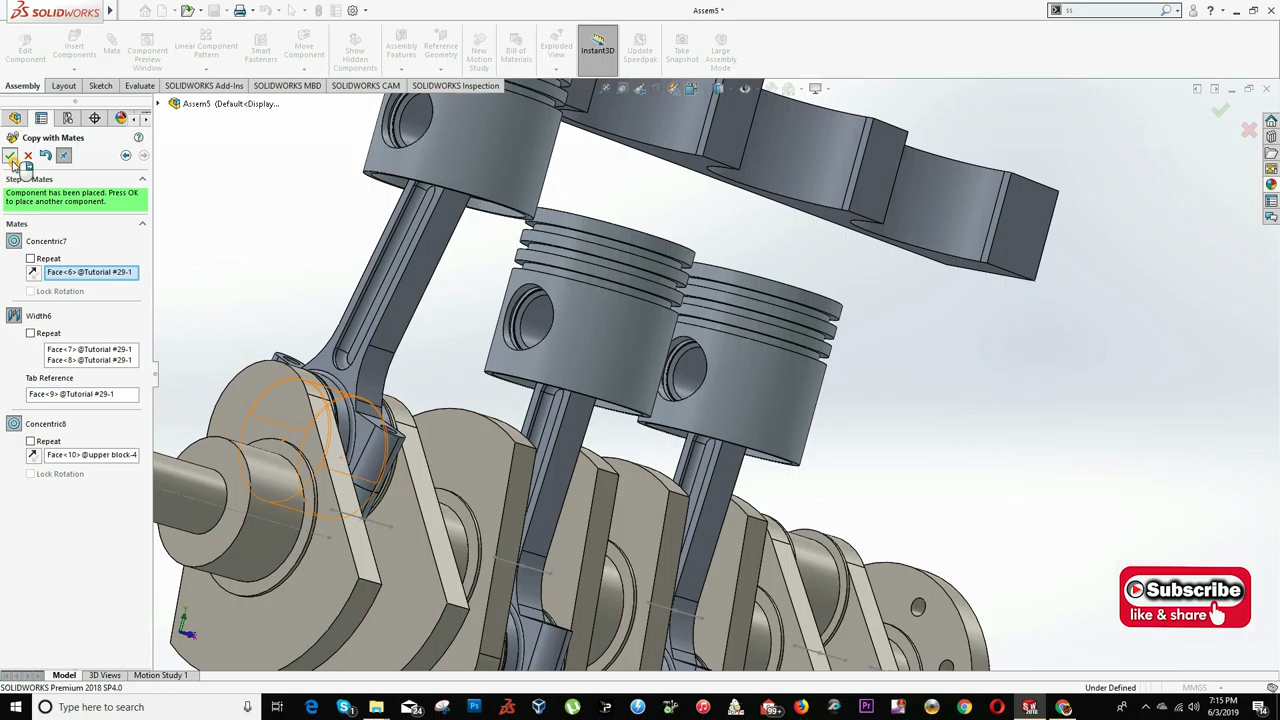 SOLIDWORKS
Assem5 *
ss
Edit Component
Insert Components
Mate
Component Preview Window
Linear Component Pattern
Smart Fasteners
Move Component
Show Hidden Components
Assembly Features
Reference Geometry
New Motion Study
Bill of Materials
Exploded View
Instant3D
Update Speedpak
Take Snapshot
Large Assembly Mode
Assembly
Layout
Sketch
Evaluate
SOLIDWORKS Add-Ins
SOLIDWORKS MBD
SOLIDWORKS CAM
SOLIDWORKS Inspection
Assem5 (Default<Display...
Copy with Mates
Mates
Component has been placed. Press OK
to place another component.
Mates
Concentric7
Repeat
Face<6>@Tutorial #29-1
Lock Rotation
Width6
Repeat
Face<7>@Tutorial #29-1
Face<8>@Tutorial #29-1
Tab Reference
Face<9>@Tutorial #29-1
Concentric8
Repeat
Face<10>@upper block-4
Lock Rotation
Subscribe
like & share
Model
3D Views
Motion Study 1
SOLIDWORKS Premium 2018 SP4.0
Under Defined
MMGS
Type here to search
7:15 PM
6/3/2019